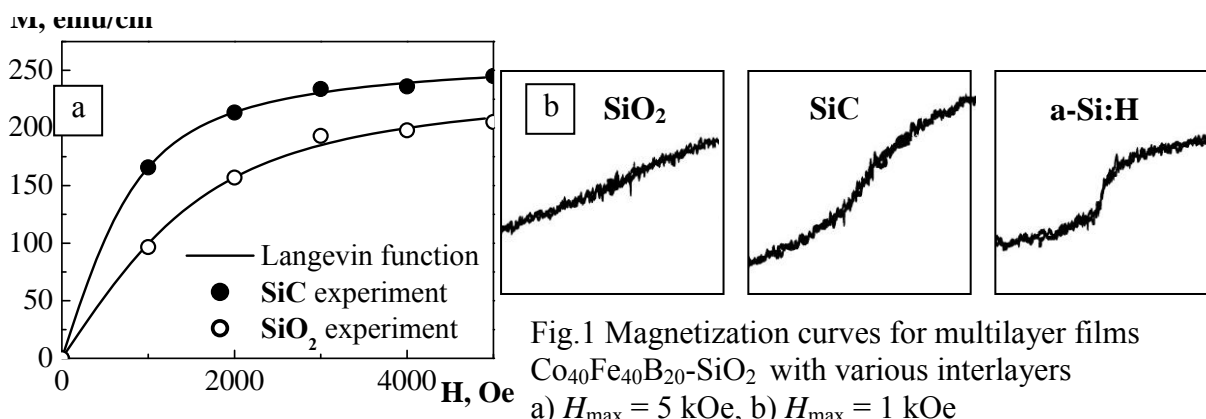 M, emu/cm
250
200
150
100
50
0
a
Langevin function
SiC experiment
SiO₂ experiment
0
2000
4000
H, Oe
b
SiO₂
SiC
a-Si:H
Fig.1 Magnetization curves for multilayer films
Co₄₀Fe₄₀B₂₀-SiO₂ with various interlayers
a) Hmax = 5 kOe, b) Hmax = 1 kOe